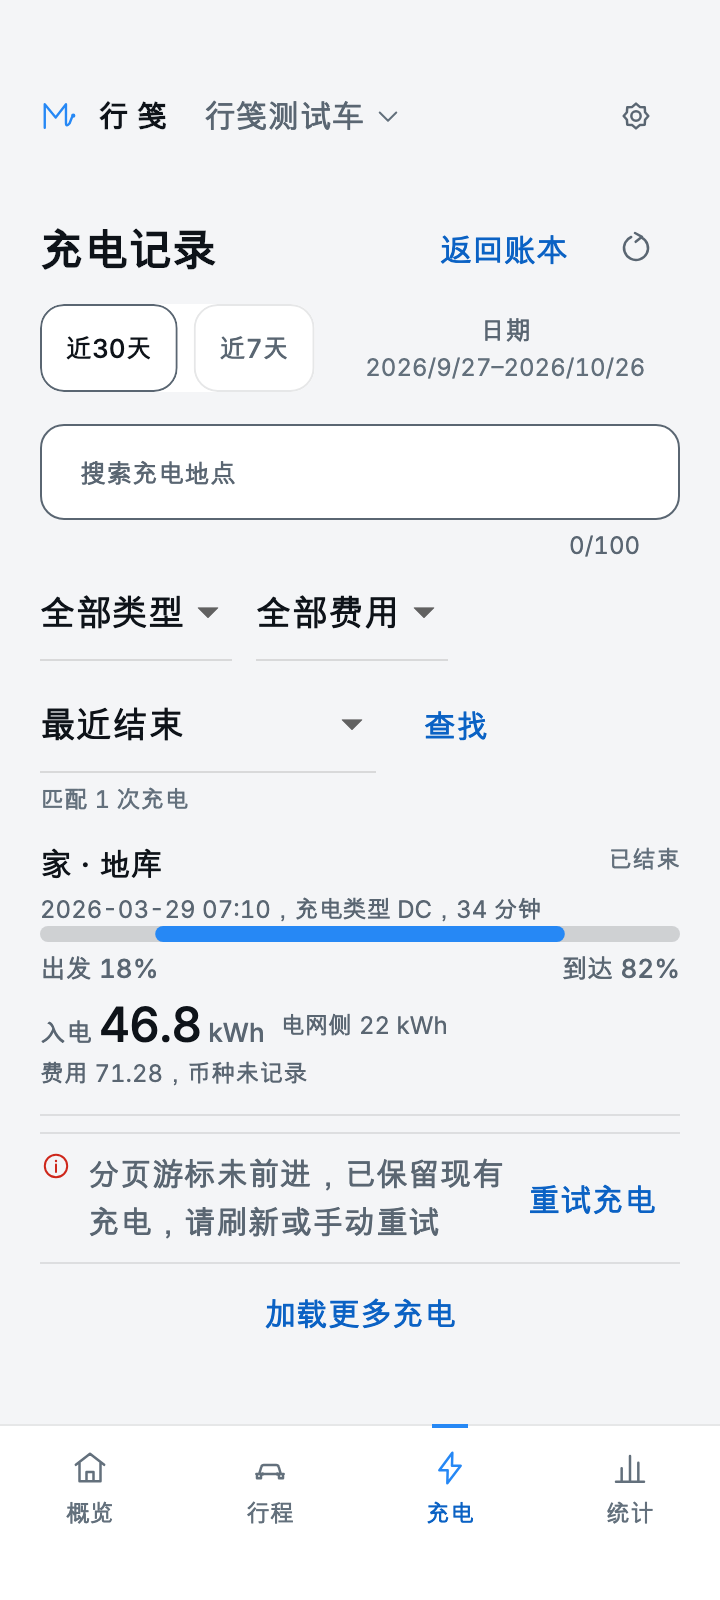 行笺 行笺测试车
充电记录 返回账本
近30天 近7天 日期
2026/9/27–2026/10/26
搜索充电地点
0/100
全部类型 全部费用
最近结束 查找
匹配 1 次充电
家 · 地库 已结束
2026-03-29 07:10，充电类型 DC，34 分钟
出发 18% 到达 82%
入电 46.8 kWh 电网侧 22 kWh
费用 71.28，币种未记录
分页游标未前进，已保留现有
充电，请刷新或手动重试
重试充电
加载更多充电
概览 行程 充电 统计